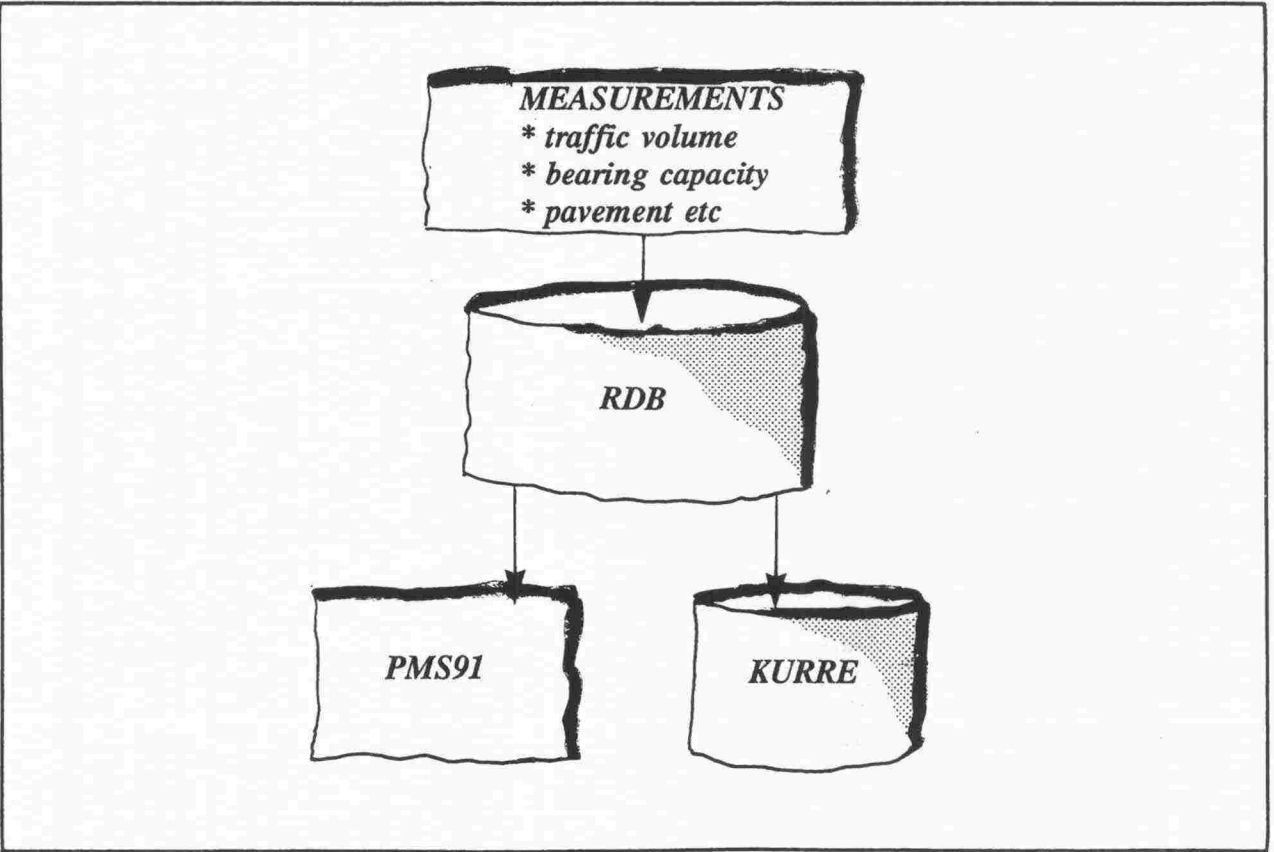 MEASUREMENTS
* traffic volume
* bearing capacity
* pavement etc
RDB
PMS91
KURRE